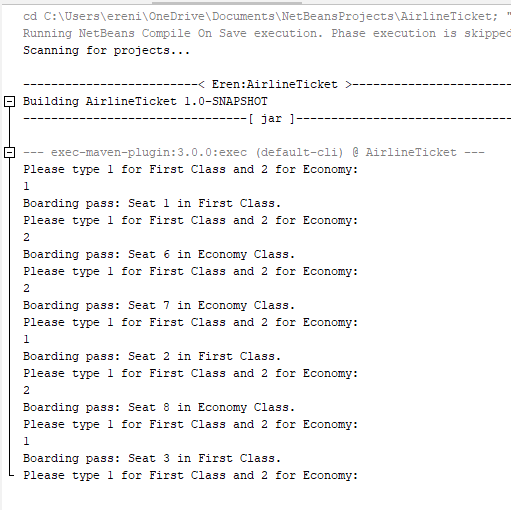 cd C:\Users\ereni\OneDrive\Documents\NetBeansProjects\AirlineTicket; "
Running NetBeans Compile On Save execution. Phase execution is skipped
Scanning for projects...
-----------------------< Eren:AirlineTicket >---------------------
Building AirlineTicket 1.0-SNAPSHOT
--------------------------------[ jar ]----------------------------
--- exec-maven-plugin:3.0.0:exec (default-cli) @ AirlineTicket ---
Please type 1 for First Class and 2 for Economy:
1
Boarding pass: Seat 1 in First Class.
Please type 1 for First Class and 2 for Economy:
2
Boarding pass: Seat 6 in Economy Class.
Please type 1 for First Class and 2 for Economy:
2
Boarding pass: Seat 7 in Economy Class.
Please type 1 for First Class and 2 for Economy:
1
Boarding pass: Seat 2 in First Class.
Please type 1 for First Class and 2 for Economy:
2
Boarding pass: Seat 8 in Economy Class.
Please type 1 for First Class and 2 for Economy:
1
Boarding pass: Seat 3 in First Class.
Please type 1 for First Class and 2 for Economy: